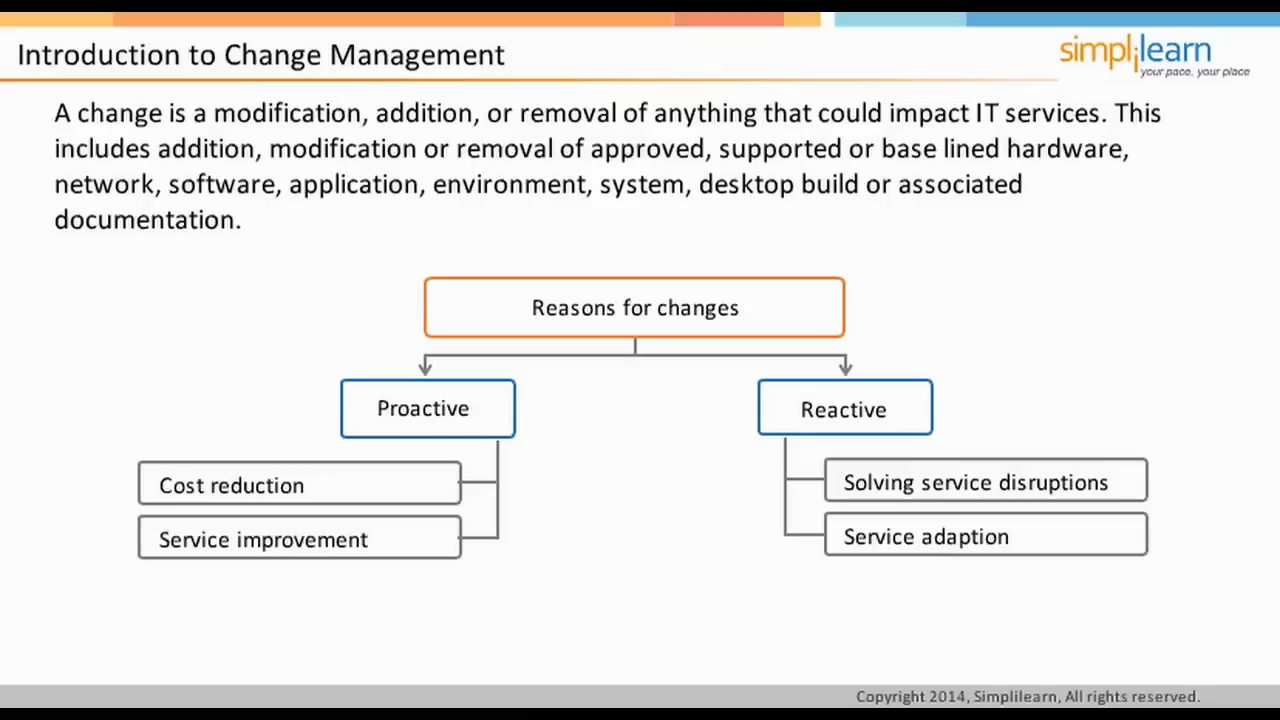 Introduction to Change Management
simplilearn
your pace, your place
A change is a modification, addition, or removal of anything that could impact IT services. This
includes addition, modification or removal of approved, supported or base lined hardware,
network, software, application, environment, system, desktop build or associated
documentation.
Reasons for changes
Proactive
Reactive
Cost reduction
Solving service disruptions
Service improvement
Service adaption
Copyright 2014, Simplilearn, All rights reserved.